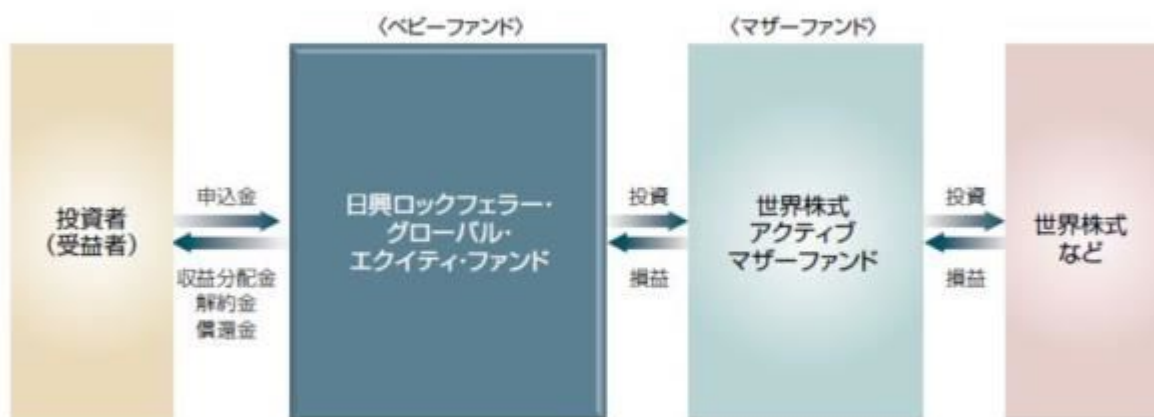 〈ベビーファンド〉
〈マザーファンド〉
投資者
（受益者）
申込金
収益分配金
解約金
償還金
日興ロックフェラー・
グローバル・
エクイティ・ファンド
投資
損益
世界株式
アクティブ
マザーファンド
投資
損益
世界株式
など